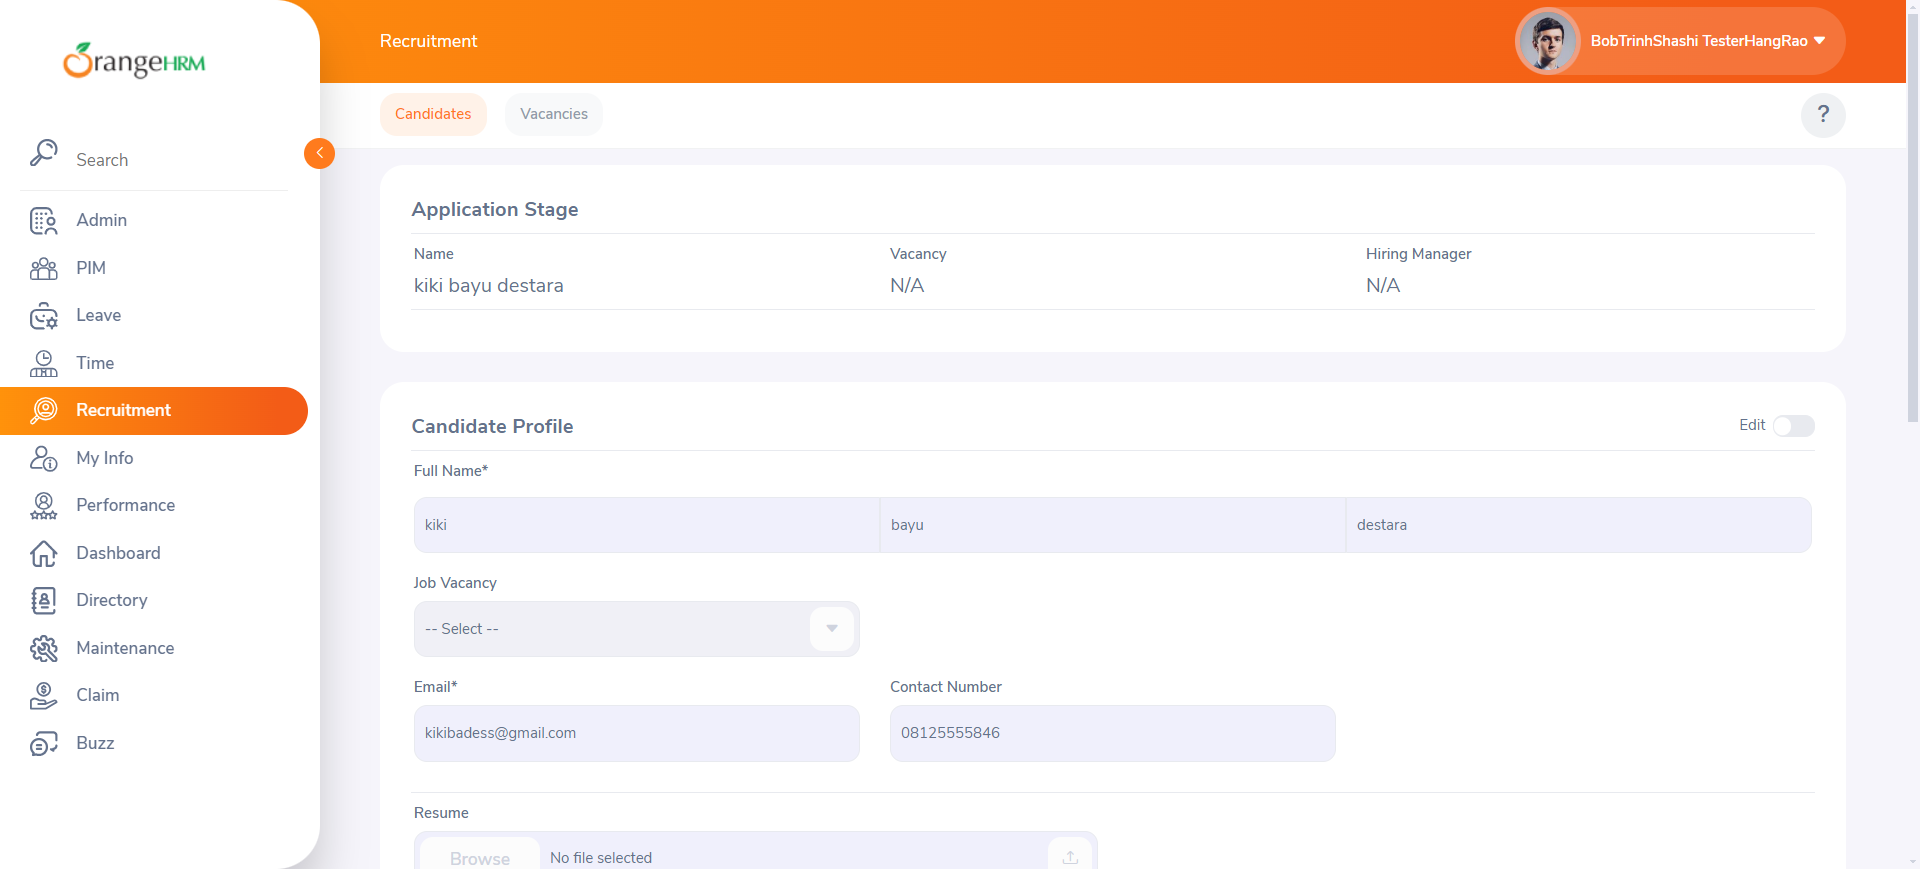 OrangeHRM
Recruitment
BobTrinhShashi TesterHangRao
Candidates
Vacancies
?
Search
Admin
PIM
Leave
Time
Recruitment
My Info
Performance
Dashboard
Directory
Maintenance
Claim
Buzz
Application Stage
Name
Vacancy
Hiring Manager
kiki bayu destara
N/A
N/A
Candidate Profile
Edit
Full Name*
kiki
bayu
destara
Job Vacancy
-- Select --
Email*
Contact Number
kikibadess@gmail.com
08125555846
Resume
Browse
No file selected